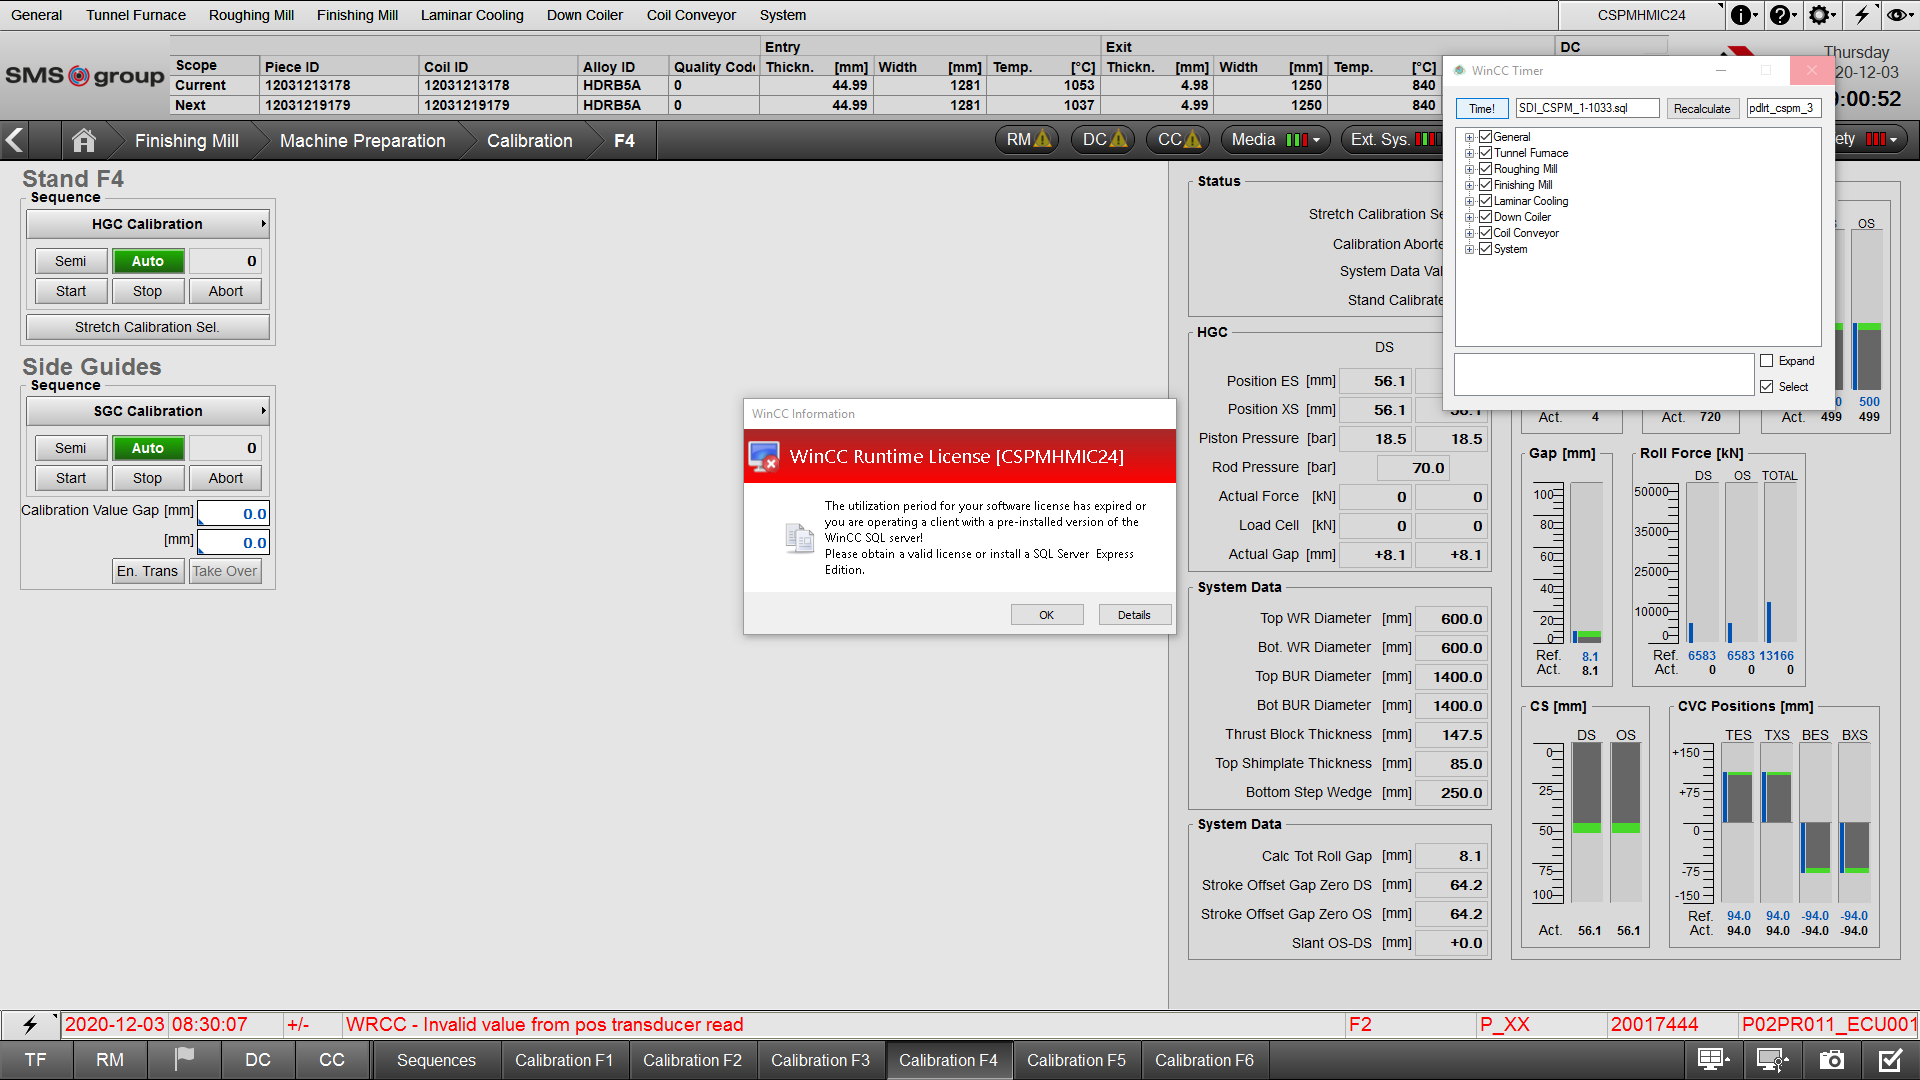 General Tunnel Furnace Roughing Mill Finishing Mill Laminar Cooling Down Coiler Coil Conveyor System CSPMHMIC24
SMS group
Entry Exit DC
Scope Piece ID Coil ID Alloy ID Quality Code Thickn. [mm] Width [mm] Temp. [°C] Thickn. [mm] Width [mm] Temp. [°C]
Current 12031213178 12031213178 HDRB5A 0 44.99 1281 1053 4.98 1250 840
Next 12031219179 12031219179 HDRB5A 0 44.99 1281 1037 4.99 1250 840
Thursday
20-12-03
:00:52
Finishing Mill Machine Preparation Calibration F4 RM DC CC Media Ext. Sys. ety
WinCC Timer
Time! SDI_CSPM_1-1033.sql Recalculate pdlrt_cspm_3
General
Tunnel Furnace
Roughing Mill
Finishing Mill
Laminar Cooling
Down Coiler
Coil Conveyor
System
Expand
Select
Stand F4
Sequence
HGC Calibration
Semi Auto 0
Start Stop Abort
Stretch Calibration Sel.
Side Guides
Sequence
SGC Calibration
Semi Auto 0
Start Stop Abort
Calibration Value Gap [mm] 0.0
[mm] 0.0
En. Trans Take Over
WinCC Information
WinCC Runtime License [CSPMHMIC24]
The utilization period for your software license has expired or
you are operating a client with a pre-installed version of the
WinCC SQL server!
Please obtain a valid license or install a SQL Server Express
Edition.
OK Details
Status
Stretch Calibration Se
Calibration Aborte
System Data Val
Stand Calibrate
HGC
DS
Position ES [mm] 56.1
Position XS [mm] 56.1 56.1
Piston Pressure [bar] 18.5 18.5
Rod Pressure [bar] 70.0
Actual Force [kN] 0 0
Load Cell [kN] 0 0
Actual Gap [mm] +8.1 +8.1
System Data
Top WR Diameter [mm] 600.0
Bot. WR Diameter [mm] 600.0
Top BUR Diameter [mm] 1400.0
Bot BUR Diameter [mm] 1400.0
Thrust Block Thickness [mm] 147.5
Top Shimplate Thickness [mm] 85.0
Bottom Step Wedge [mm] 250.0
System Data
Calc Tot Roll Gap [mm] 8.1
Stroke Offset Gap Zero DS [mm] 64.2
Stroke Offset Gap Zero OS [mm] 64.2
Slant OS-DS [mm] +0.0
OS
0 500
Act. 4 Act. 720 Act. 499 499
Gap [mm]
100
80
60
40
20
0
Ref. 8.1
Act. 8.1
Roll Force [kN]
DS OS TOTAL
50000
40000
25000
10000
0
Ref. 6583 6583 13166
Act. 0 0 0
CS [mm]
DS OS
0
25
50
75
100
Act. 56.1 56.1
CVC Positions [mm]
TES TXS BES BXS
+150
+75
0
-75
-150
Ref. 94.0 94.0 -94.0 -94.0
Act. 94.0 94.0 -94.0 -94.0
2020-12-03 08:30:07 +/- WRCC - Invalid value from pos transducer read F2 P_XX 20017444 P02PR011_ECU001
TF RM DC CC Sequences Calibration F1 Calibration F2 Calibration F3 Calibration F4 Calibration F5 Calibration F6